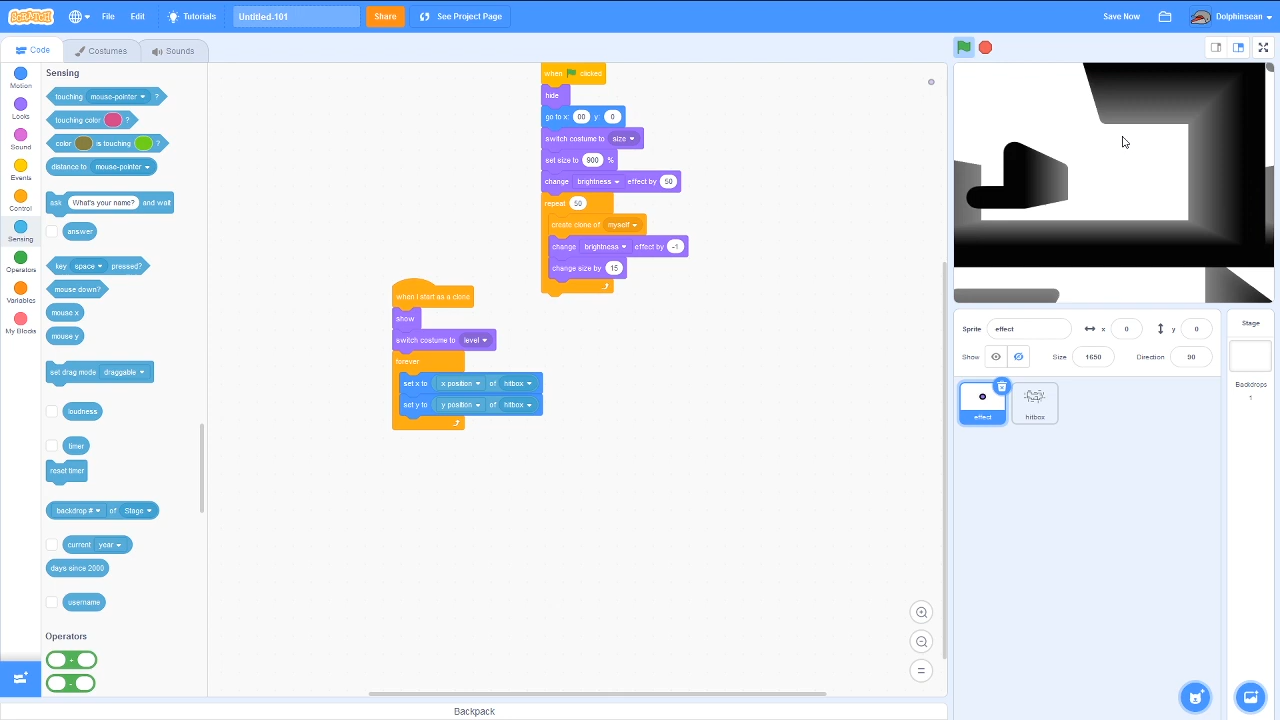 SCRATCH File Edit Tutorials Untitled-101 Share See Project Page Save Now Dolphinsean
Code Costumes Sounds
Motion
Looks
Sound
Events
Control
Sensing
Operators
Variables
My Blocks
Sensing
touching mouse-pointer ?
touching color ?
color is touching ?
distance to mouse-pointer
ask What's your name? and wait
answer
key space pressed?
mouse down?
mouse x
mouse y
set drag mode draggable
loudness
timer
reset timer
backdrop # of Stage
current year
days since 2000
username
Operators
+
-
when clicked
hide
go to x: 00 y: 0
switch costume to size
set size to 900 %
change brightness effect by 50
repeat 50
create clone of myself
change brightness effect by -1
change size by 15
when I start as a clone
show
switch costume to level
forever
set x to x position of hitbox
set y to y position of hitbox
Sprite effect x 0 y 0
Show Size 1650 Direction 90
effect
hitbox
Stage
Backdrops
1
Backpack